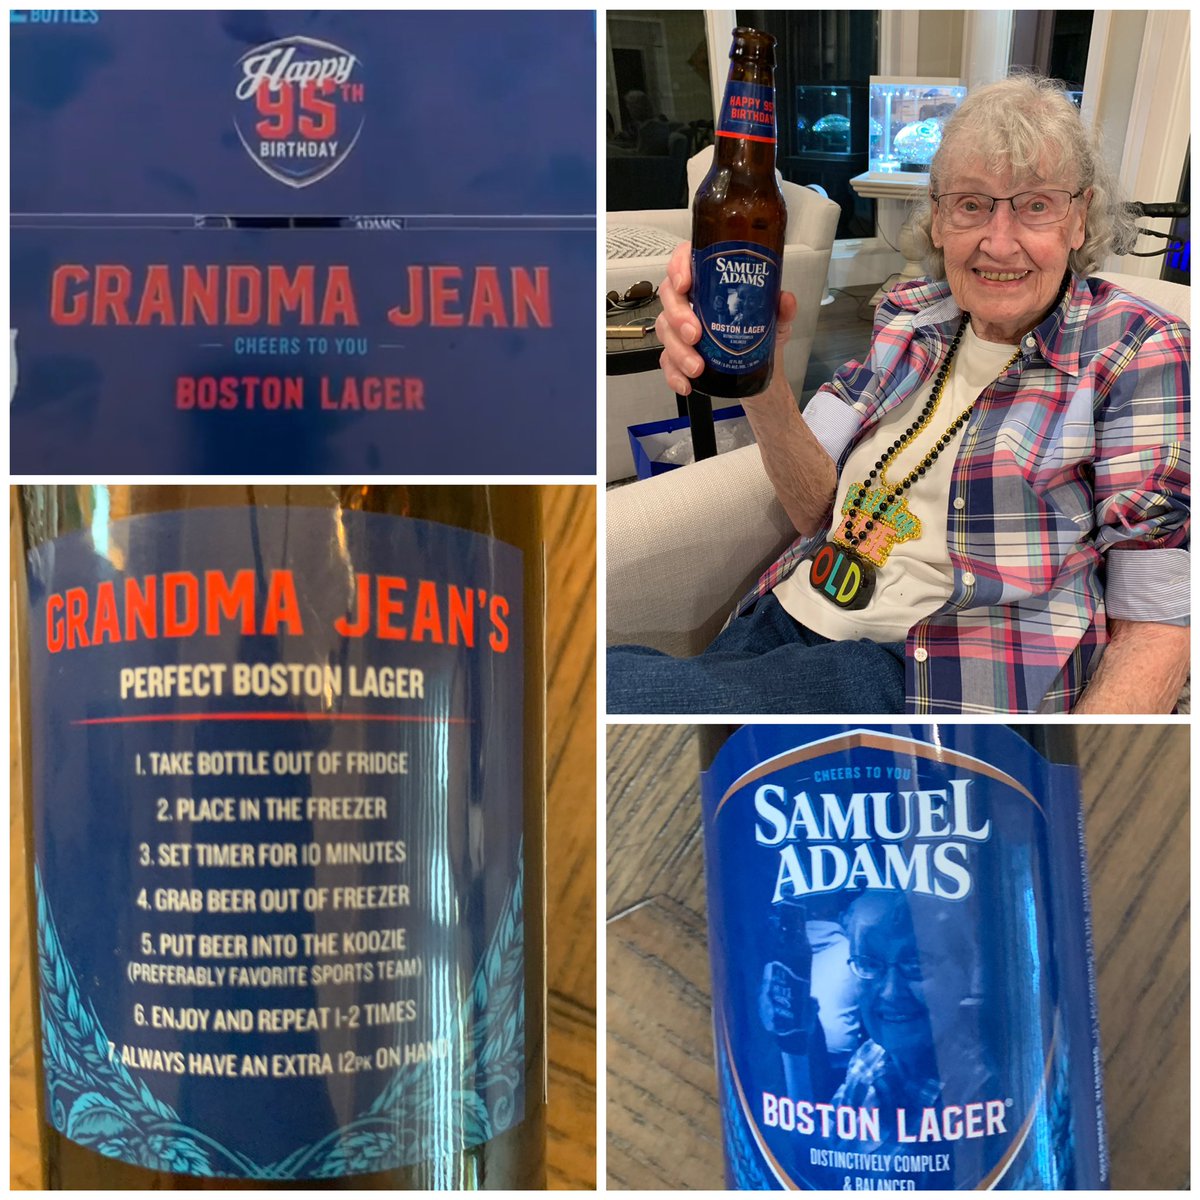 BOTTLES
Happy
95TH
BIRTHDAY
ADAMS
GRANDMA JEAN
CHEERS TO YOU
BOSTON LAGER
HAPPY 95
BIRTHDAY
SAMUEL
ADAMS
BOSTON LAGER
DISTINCTIVELY COMPLEX
& BALANCED
OLD
GRANDMA JEAN'S
PERFECT BOSTON LAGER
1. TAKE BOTTLE OUT OF FRIDGE
2. PLACE IN THE FREEZER
3. SET TIMER FOR 10 MINUTES
4. GRAB BEER OUT OF FREEZER
5. PUT BEER INTO THE KOOZIE
(PREFERABLY FAVORITE SPORTS TEAM)
6. ENJOY AND REPEAT 1-2 TIMES
7. ALWAYS HAVE AN EXTRA 12PK ON HAND
CHEERS TO YOU
SAMUEL
ADAMS
BOSTON LAGER®
DISTINCTIVELY COMPLEX
& BALANCED